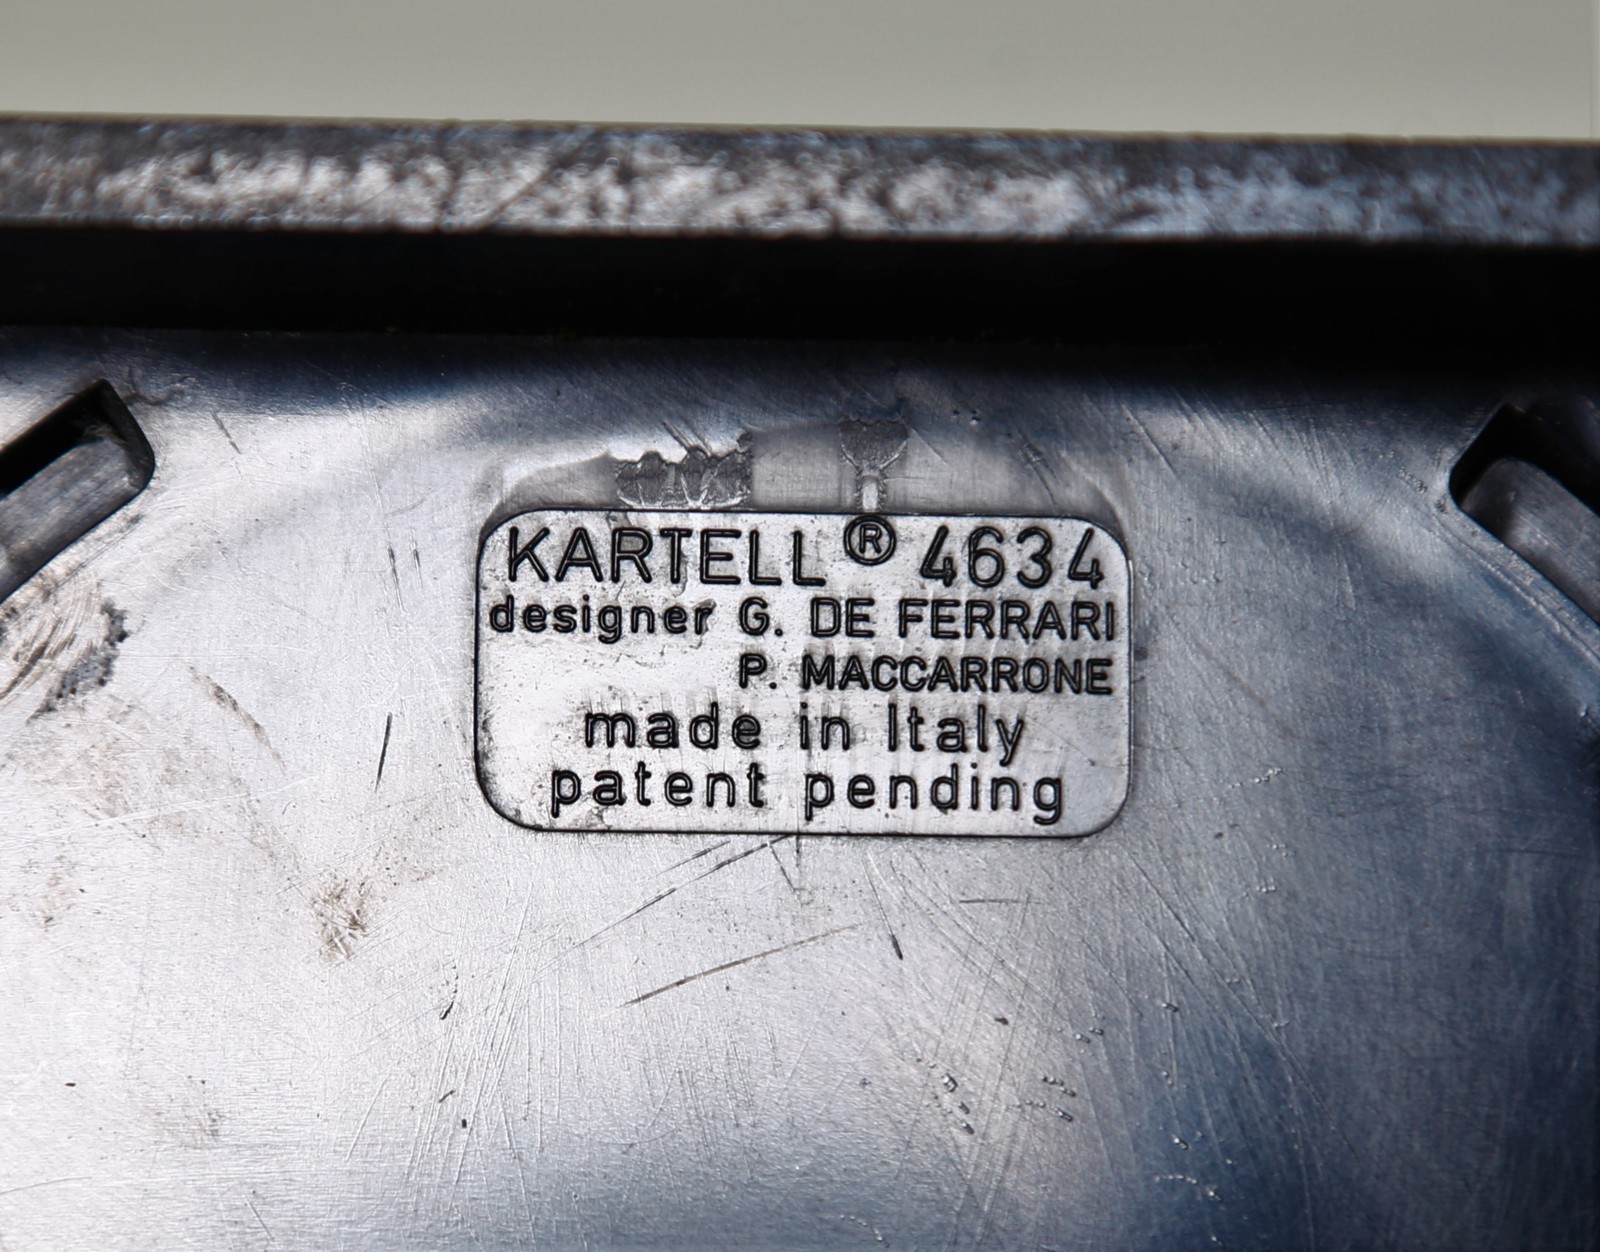 KARTELL ® 4634
designer G. DE FERRARI
P. MACCARRONE
made in Italy
patent pending